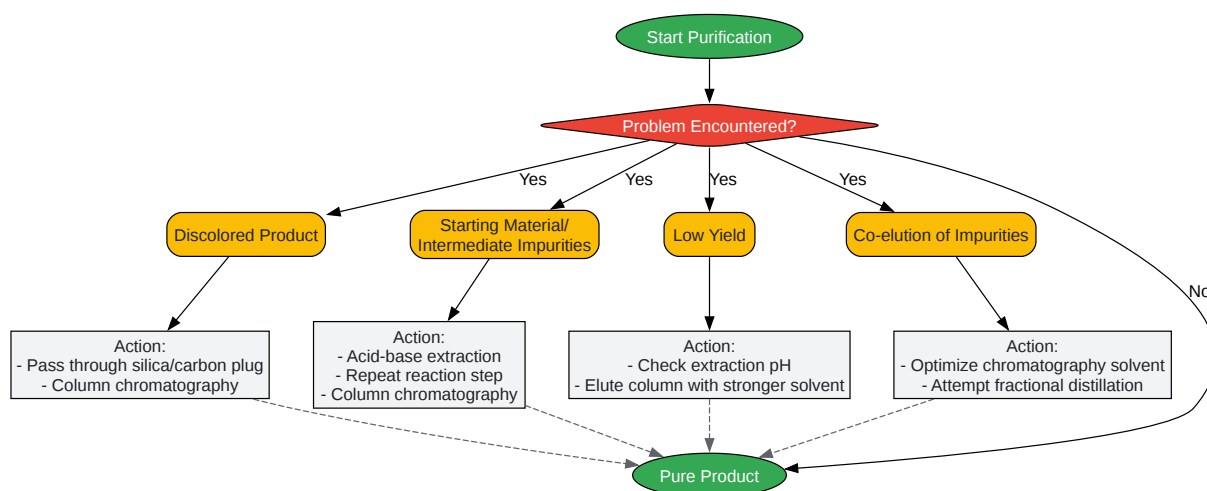 Start Purification
Problem Encountered?
Yes
Yes
Yes
Yes
Discolored Product
Starting Material/
Intermediate Impurities
Low Yield
Co-elution of Impurities
No
Action:
- Pass through silica/carbon plug
- Column chromatography
Action:
- Acid-base extraction
- Repeat reaction step
- Column chromatography
Action:
- Check extraction pH
- Elute column with stronger solvent
Action:
- Optimize chromatography solvent
- Attempt fractional distillation
Pure Product